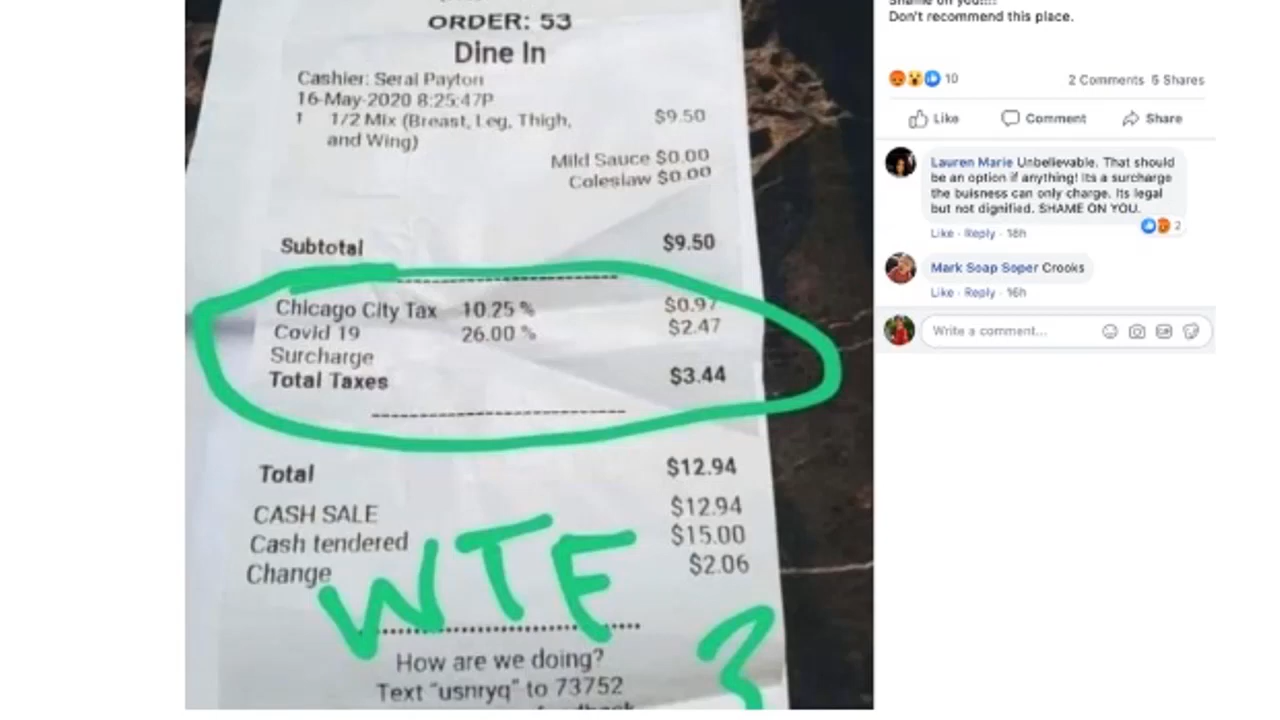 ORDER: 53
Dine In
Cashier: Serai Payton
16-May-2020 8:25:47P
1 1/2 Mix (Breast, Leg, Thigh, $9.50
and Wing)
Mild Sauce $0.00
Coleslaw $0.00
Subtotal $9.50
Chicago City Tax 10.25 % $0.97
Covid 19 26.00 % $2.47
Surcharge
Total Taxes $3.44
Total $12.94
CASH SALE $12.94
Cash tendered $15.00
Change $2.06
WTF
?
How are we doing?
Text "usnryq" to 73752
feedback
Shame on you!!!!
Don't recommend this place.
10 2 Comments 5 Shares
Like Comment Share
Lauren Marie Unbelievable. That should
be an option if anything! Its a surcharge
the buisness can only charge. Its legal
but not dignified. SHAME ON YOU.
2
Like · Reply · 16h
Mark Soap Soper Crooks
Like · Reply · 16h
Write a comment...